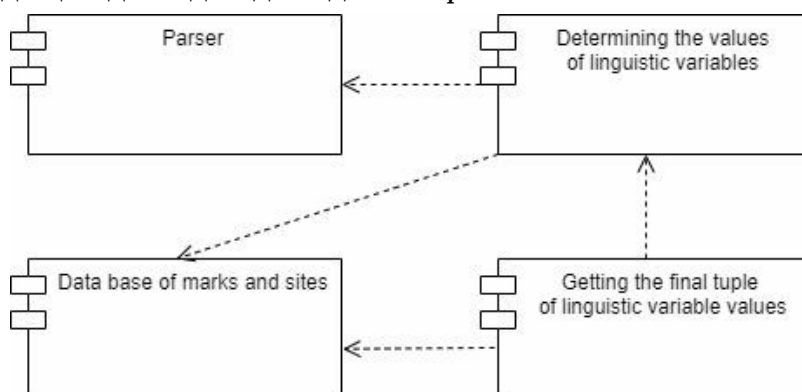 Parser
Determining the values
of linguistic variables
Data base of marks and sites
Getting the final tuple
of linguistic variable values